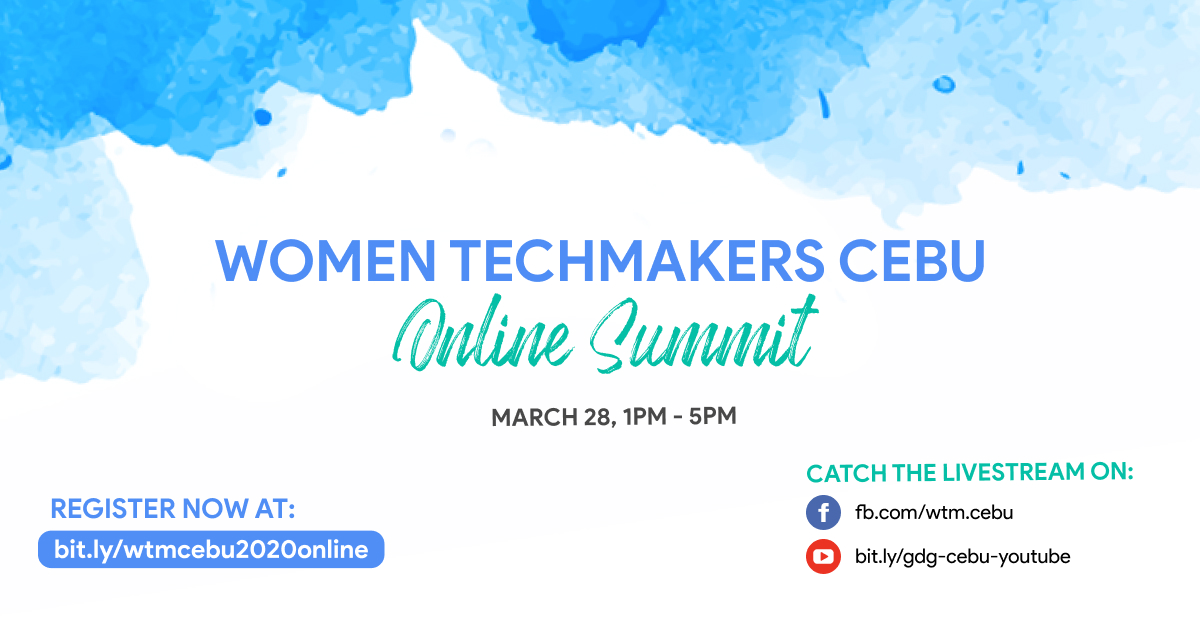 WOMEN TECHMAKERS CEBU
Online Summit
MARCH 28, 1PM - 5PM
REGISTER NOW AT:
bit.ly/wtmcebu2020online
CATCH THE LIVESTREAM ON:
fb.com/wtm.cebu
bit.ly/gdg-cebu-youtube